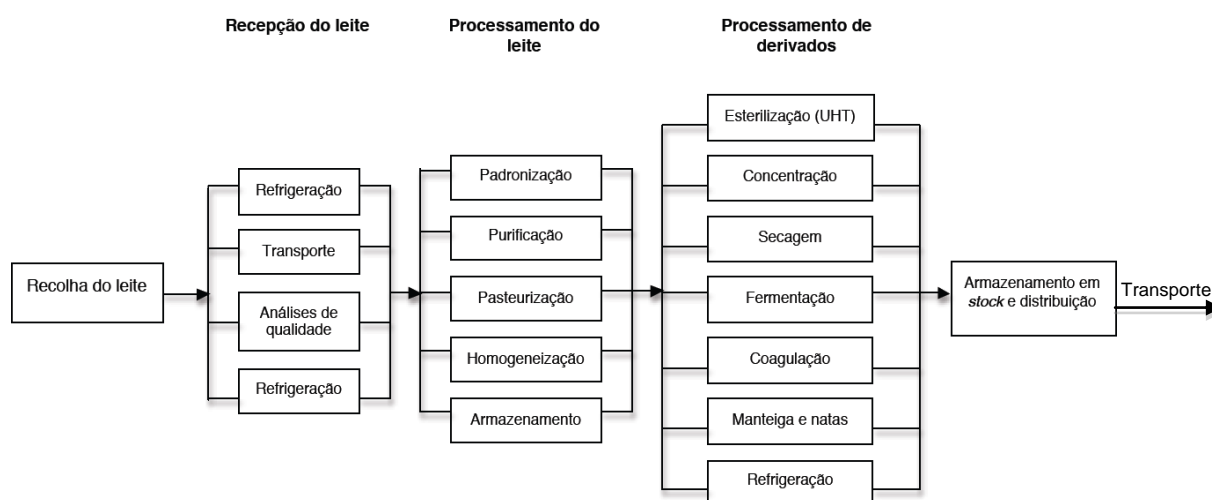 Recepção do leite
Processamento do
leite
Processamento de
derivados
Recolha do leite
Refrigeração
Transporte
Análises de
qualidade
Refrigeração
Padronização
Purificação
Pasteurização
Homogeneização
Armazenamento
Esterilização (UHT)
Concentração
Secagem
Fermentação
Coagulação
Manteiga e natas
Refrigeração
Armazenamento em
stock e distribuição
Transporte